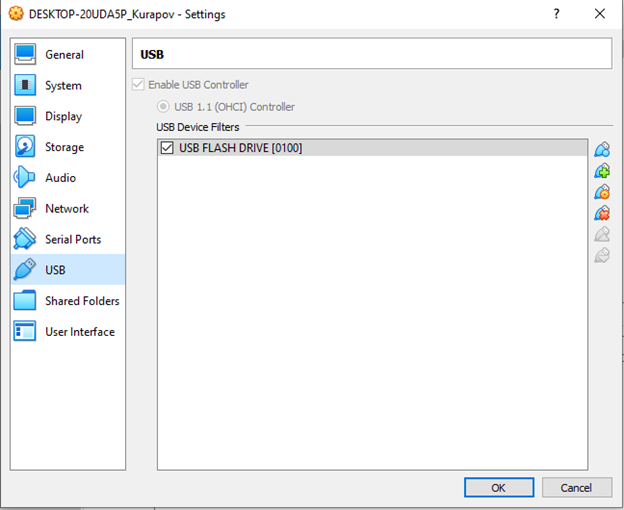 DESKTOP-20UDA5P_Kurapov - Settings
?
General
System
Display
Storage
Audio
Network
Serial Ports
USB
Shared Folders
User Interface
USB
Enable USB Controller
USB 1.1 (OHCI) Controller
USB Device Filters
USB FLASH DRIVE [0100]
OK
Cancel